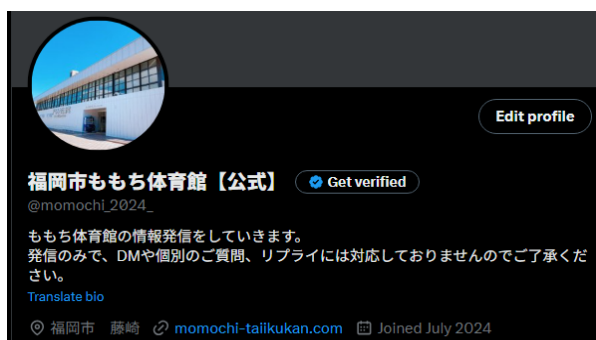 Edit profile
福岡市ももち体育館【公式】 Get verified
@momochi_2024_
ももち体育館の情報発信をしていきます。
発信のみで、DMや個別のご質問、リプライには対応しておりませんのでご了承くだ
さい。
Translate bio
福岡市 藤崎 momochi-taiikukan.com Joined July 2024